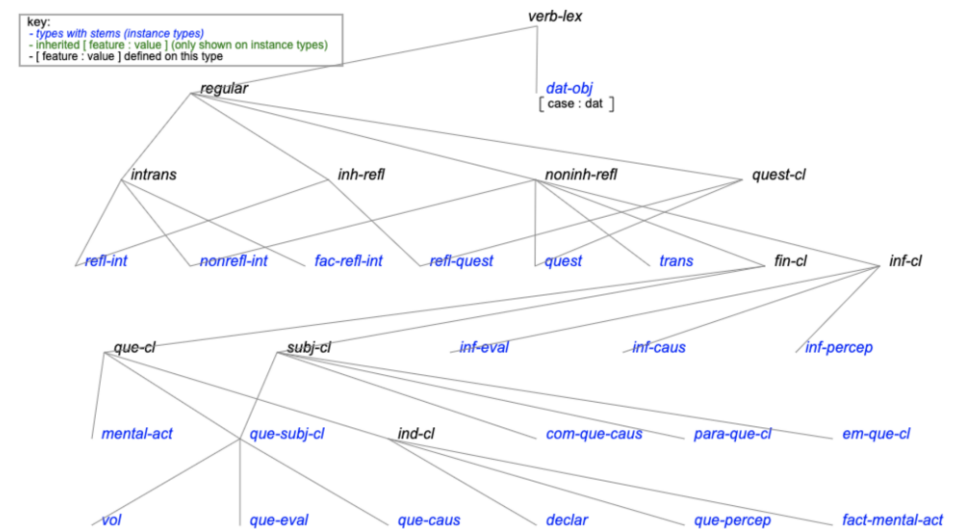 key:
- types with stems (instance types)
- inherited [ feature : value ] (only shown on instance types)
- [ feature : value ] defined on this type
verb-lex
regular
dat-obj
[ case : dat ]
intrans
inh-refl
noninh-refl
quest-cl
refl-int
nonrefl-int
fac-refl-int
refl-quest
quest
trans
fin-cl
inf-cl
que-cl
subj-cl
inf-eval
inf-caus
inf-percep
mental-act
que-subj-cl
ind-cl
com-que-caus
para-que-cl
em-que-cl
vol
que-eval
que-caus
declar
que-percep
fact-mental-act